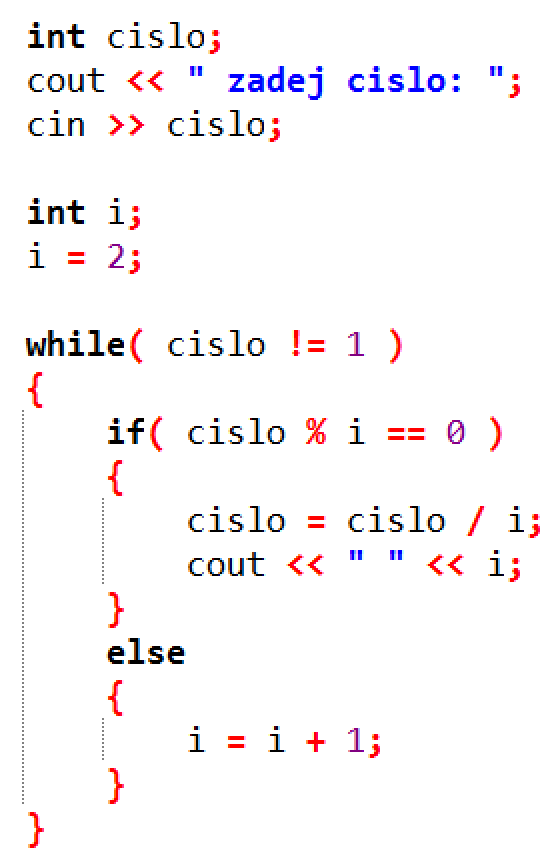 int cislo;
cout << " zadej cislo: ";
cin >> cislo;

int i;
i = 2;

while( cislo != 1 )
{
    if( cislo % i == 0 )
    {
        cislo = cislo / i;
        cout << " " << i;
    }
    else
    {
        i = i + 1;
    }
}